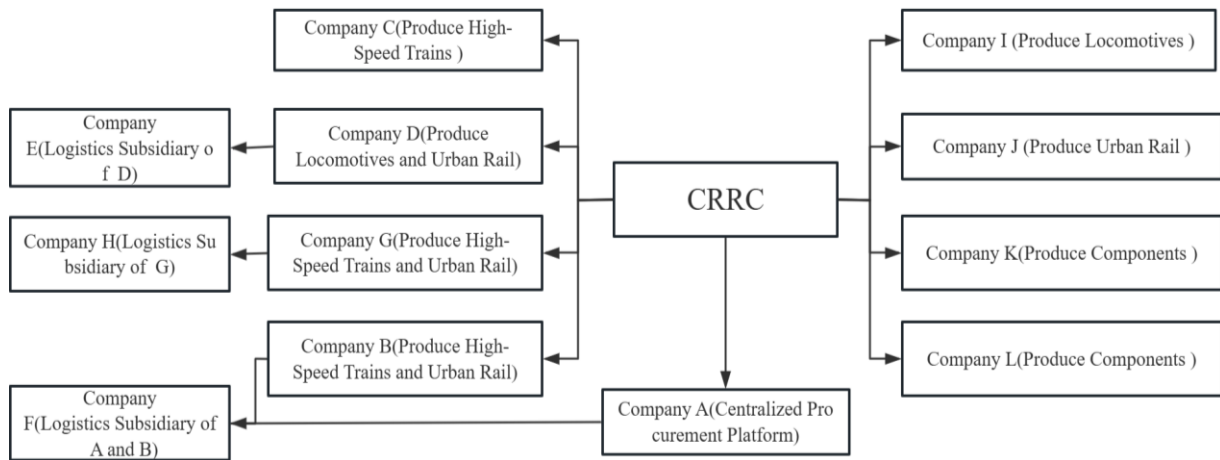 Company C(Produce High-
Speed Trains )
Company I (Produce Locomotives )
Company
E(Logistics Subsidiary o
f D)
Company D(Produce
Locomotives and Urban Rail)
Company J (Produce Urban Rail )
CRRC
Company H(Logistics Su
bsidiary of G)
Company G(Produce High-
Speed Trains and Urban Rail)
Company K(Produce Components )
Company B(Produce High-
Speed Trains and Urban Rail)
Company L(Produce Components )
Company
F(Logistics Subsidiary of
A and B)
Company A(Centralized Pro
curement Platform)